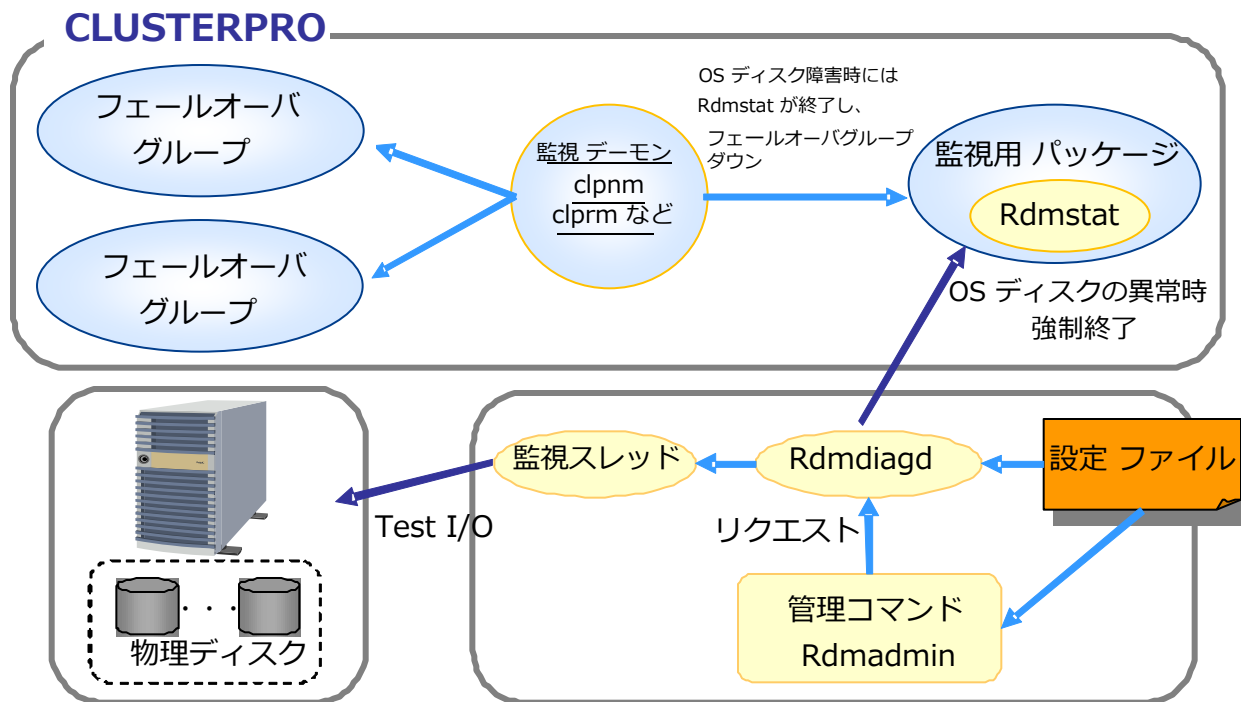 CLUSTERPRO
フェールオーバ
グループ
フェールオーバ
グループ
監視 デーモン
clpnm
clprm など
OS ディスク障害時には
Rdmstat が終了し、
フェールオーバグループ
ダウン
監視用 パッケージ
Rdmstat
OS ディスクの異常時
強制終了
監視スレッド
Rdmdiagd
設定 ファイル
Test I/O
リクエスト
管理コマンド
Rdmadmin
・・・
物理ディスク